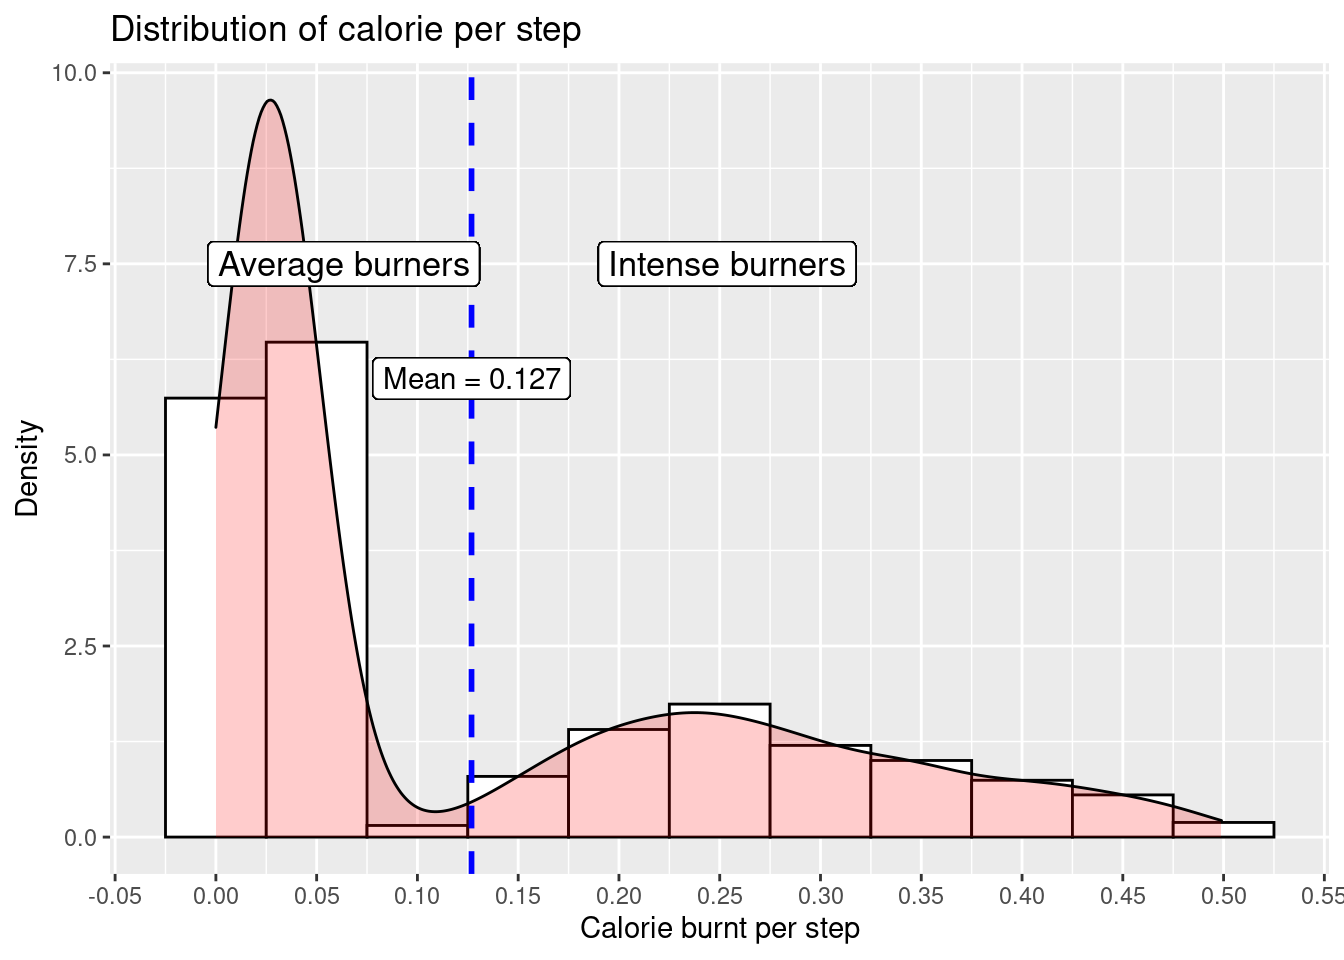 Distribution of calorie per step
10.0
7.5
5.0
2.5
0.0
Density
Average burners
Intense burners
Mean = 0.127
-0.05 0.00 0.05 0.10 0.15 0.20 0.25 0.30 0.35 0.40 0.45 0.50 0.55
Calorie burnt per step